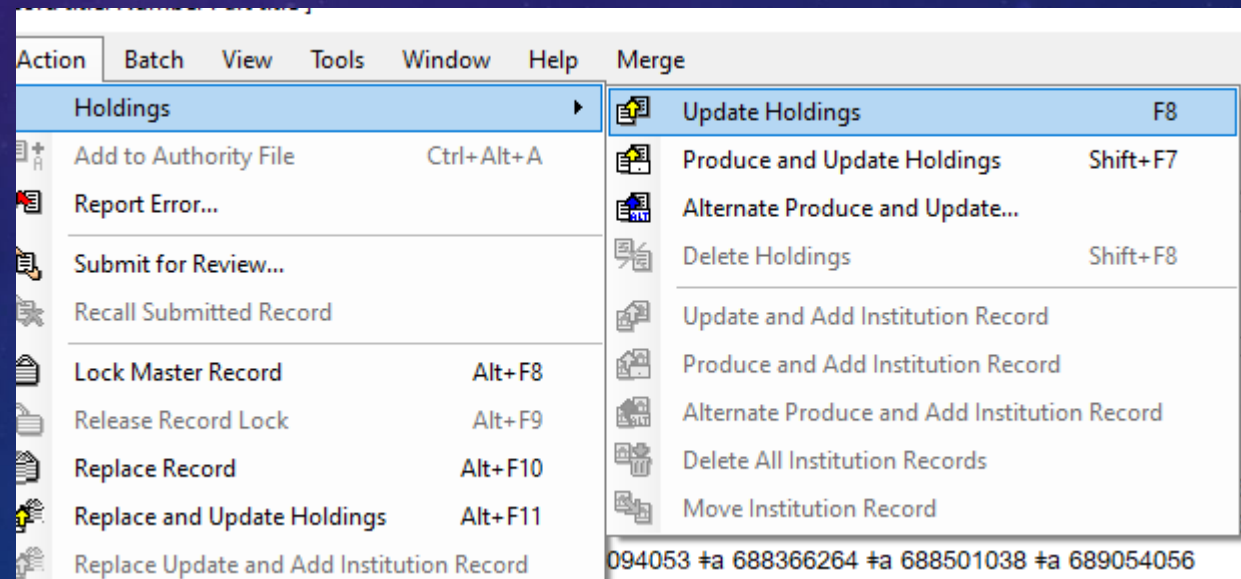 Action Batch View Tools Window Help Merge
Holdings
Add to Authority File Ctrl+Alt+A
Report Error...
Submit for Review...
Recall Submitted Record
Lock Master Record Alt+F8
Release Record Lock Alt+F9
Replace Record Alt+F10
Replace and Update Holdings Alt+F11
Replace Update and Add Institution Record
Update Holdings F8
Produce and Update Holdings Shift+F7
Alternate Produce and Update...
Delete Holdings Shift+F8
Update and Add Institution Record
Produce and Add Institution Record
Alternate Produce and Add Institution Record
Delete All Institution Records
Move Institution Record
094053 ‡a 688366264 ‡a 688501038 ‡a 689054056